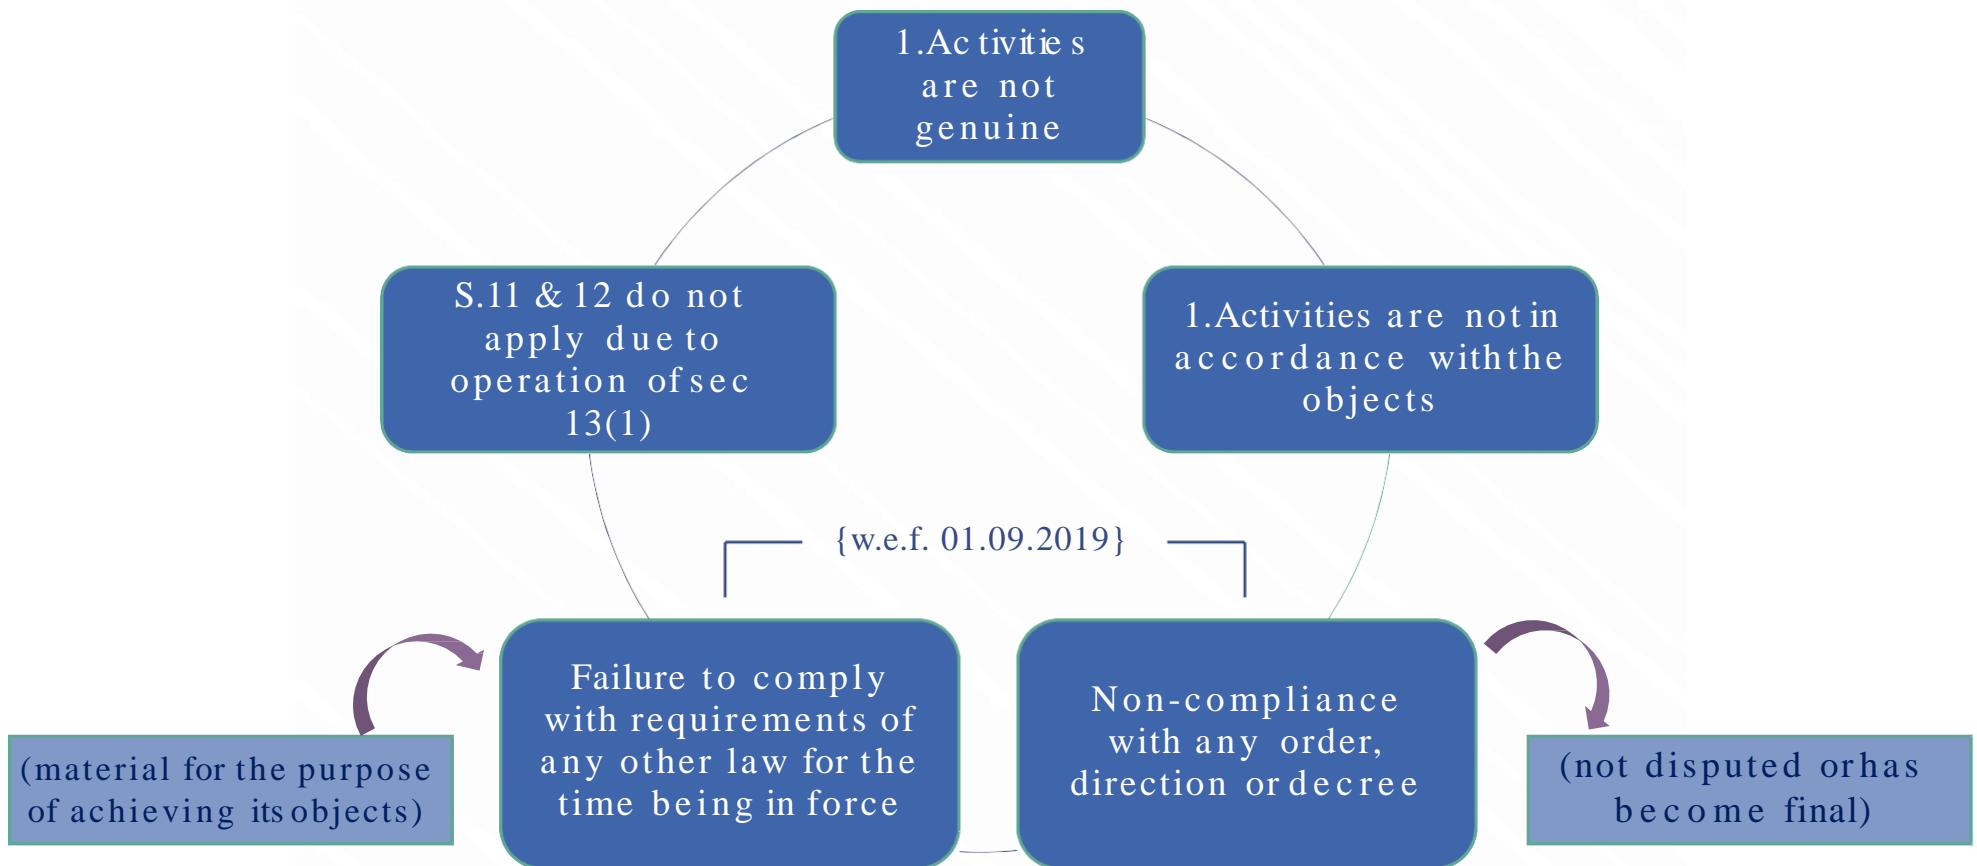 1.Activities
are not
genuine
S.11 & 12 do not
apply due to
operation of sec
13(1)
1.Activities are not in
accordance with the
objects
{w.e.f. 01.09.2019}
Failure to comply
with requirements of
any other law for the
time being in force
Non-compliance
with any order,
direction or decree
(material for the purpose
of achieving its objects)
(not disputed or has
become final)